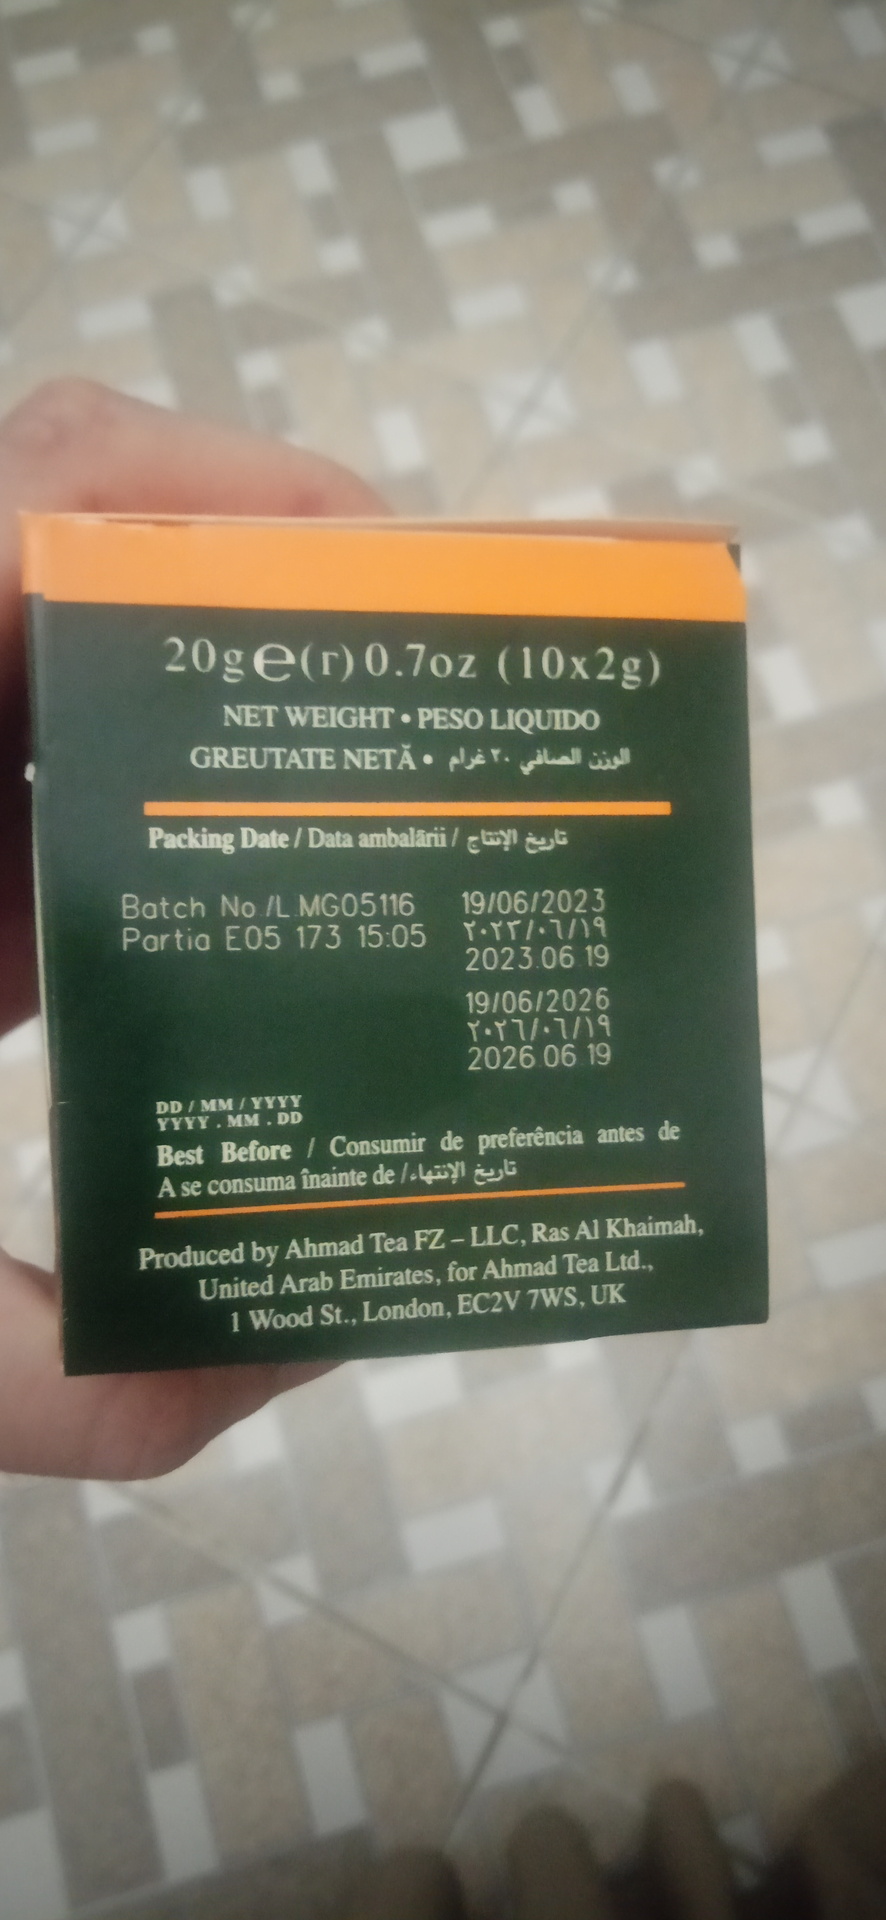 20g℮(r) 0.7oz (10x2g)
NET WEIGHT • PESO LIQUIDO
GREUTATE NETĂ • الوزن الصافي ٢٠ غرام
Packing Date / Data ambalării / تاريخ الإنتاج
Batch No./L.MG05116 19/06/2023
Partia E05 173 15:05 ٢٠٢٣/٠٦/١٩
2023.06.19
19/06/2026
٢٠٢٦/٠٦/١٩
2026.06.19
DD / MM / YYYY
YYYY . MM . DD
Best Before / Consumir de preferência antes de
A se consuma înainte de / تاريخ الإنتهاء
Produced by Ahmad Tea FZ – LLC, Ras Al Khaimah,
United Arab Emirates, for Ahmad Tea Ltd.,
1 Wood St., London, EC2V 7WS, UK